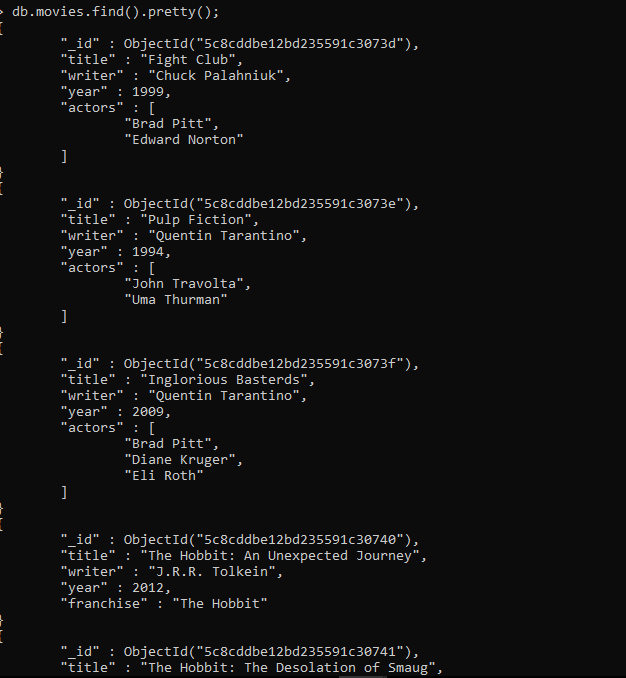 > db.movies.find().pretty();
{
"_id" : ObjectId("5c8cddbe12bd235591c3073d"),
"title" : "Fight Club",
"writer" : "Chuck Palahniuk",
"year" : 1999,
"actors" : [
"Brad Pitt",
"Edward Norton"
]
}
{
"_id" : ObjectId("5c8cddbe12bd235591c3073e"),
"title" : "Pulp Fiction",
"writer" : "Quentin Tarantino",
"year" : 1994,
"actors" : [
"John Travolta",
"Uma Thurman"
]
}
{
"_id" : ObjectId("5c8cddbe12bd235591c3073f"),
"title" : "Inglorious Basterds",
"writer" : "Quentin Tarantino",
"year" : 2009,
"actors" : [
"Brad Pitt",
"Diane Kruger",
"Eli Roth"
]
}
{
"_id" : ObjectId("5c8cddbe12bd235591c30740"),
"title" : "The Hobbit: An Unexpected Journey",
"writer" : "J.R.R. Tolkein",
"year" : 2012,
"franchise" : "The Hobbit"
}
{
"_id" : ObjectId("5c8cddbe12bd235591c30741"),
"title" : "The Hobbit: The Desolation of Smaug",